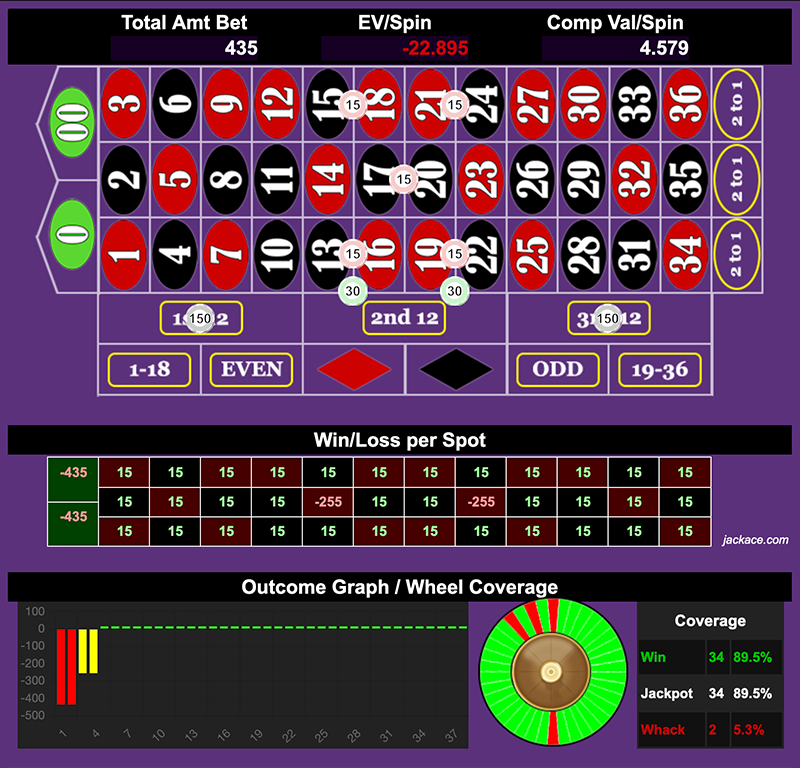 Total Amt Bet EV/Spin Comp Val/Spin
435 -22.895 4.579
00 3 6 9 12 15 15 18 21 15 24 27 30 33 36 2 to 1
2 5 8 11 14 17 15 20 23 26 29 32 35 2 to 1
0 1 4 7 10 13 15 16 19 15 22 25 28 31 34 2 to 1
30 30
150 2nd 12 150
1-18 EVEN ODD 19-36
Win/Loss per Spot
-435 15 15 15 15 15 15 15 15 15 15 15 15
15 15 15 15 -255 15 15 -255 15 15 15 15
-435 15 15 15 15 15 15 15 15 15 15 15 15
jackace.com
Outcome Graph / Wheel Coverage
100
0
-100
-200
-300
-400
-500
1 4 7 10 13 16 19 22 25 28 31 34 37
Coverage
Win 34 89.5%
Jackpot 34 89.5%
Whack 2 5.3%